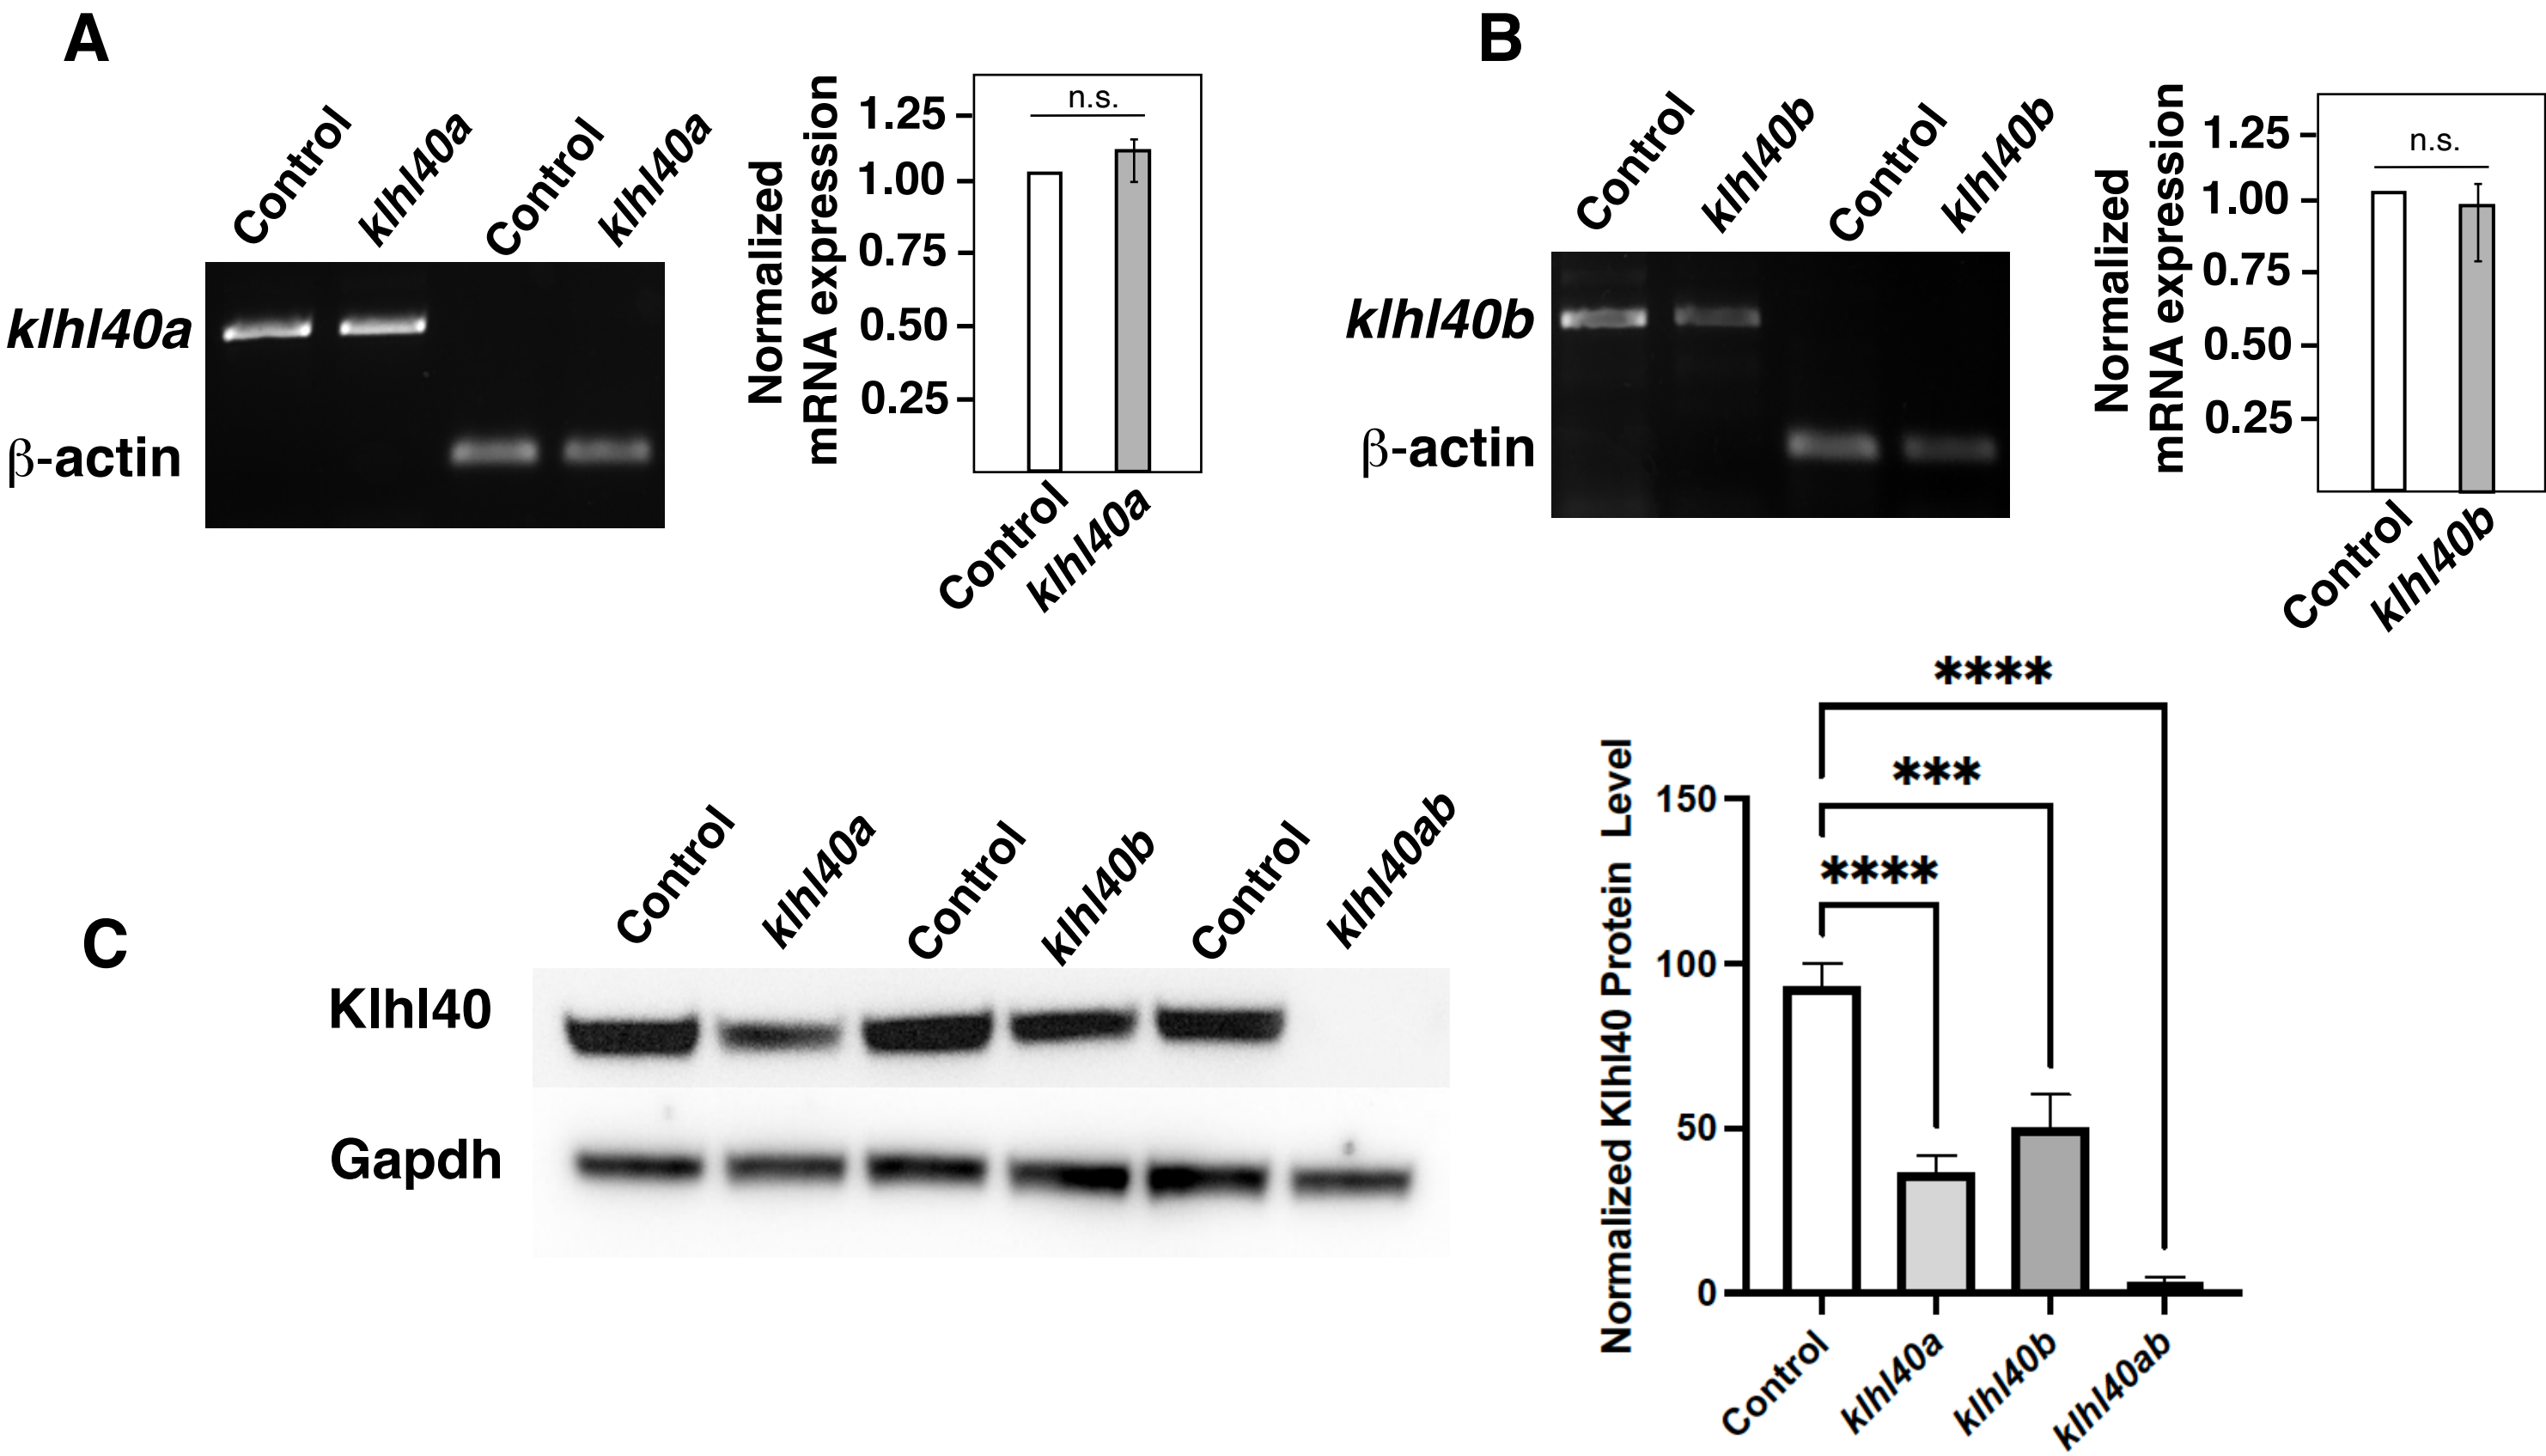 A
Control
klhl40a
Control
klhl40a
klhl40a
β-actin
Normalized
mRNA expression
1.25
1.00
0.75
0.50
0.25
n.s.
Control
klhl40a
B
Control
klhl40b
Control
klhl40b
klhl40b
β-actin
Normalized
mRNA expression
1.25
1.00
0.75
0.50
0.25
n.s.
Control
klhl40b
C
Control
klhl40a
Control
klhl40b
Control
klhl40ab
Klhl40
Gapdh
Normalized Klhl40 Protein Level
150
100
50
0
****
***
****
Control
klhl40a
klhl40b
klhl40ab